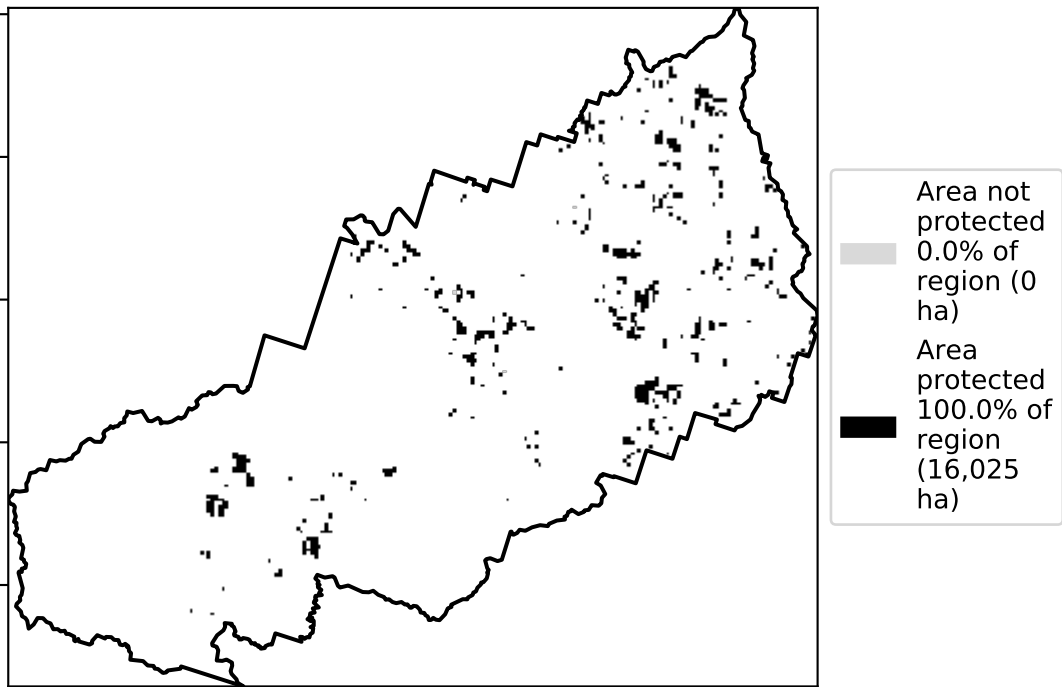 Area not
protected
0.0% of
region (0
ha)
Area
protected
100.0% of
region
(16,025
ha)